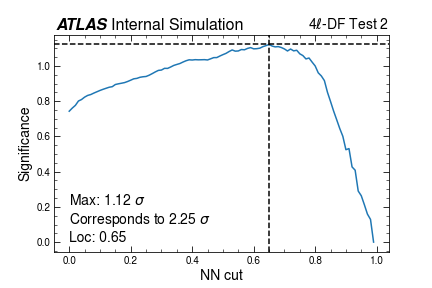 ATLAS Internal Simulation
4ℓ-DF Test 2
Significance
1.0
0.8
0.6
0.4
0.2
0.0
Max: 1.12 σ
Corresponds to 2.25 σ
Loc: 0.65
0.0 0.2 0.4 0.6 0.8 1.0
NN cut